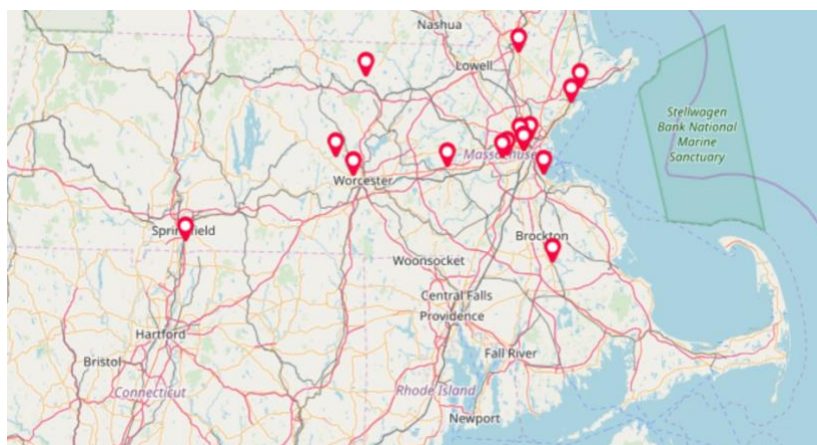 Nashua
Lowell
Stellwagen
Bank National
Marine
Sanctuary
Worcester
Brockton
Woonsocket
Central Falls
Providence
Hartford
Fall River
Bristol
Connecticut
Rhode Island
Newport